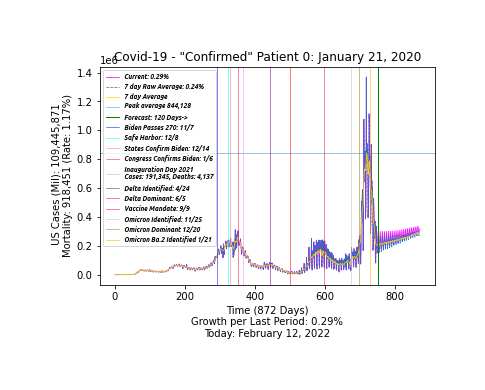 Covid-19 - "Confirmed" Patient 0: January 21, 2020
1e6
1.4
1.2
1.0
0.8
0.6
0.4
0.2
0.0
US Cases (Mil): 109,445,871
Mortality: 918,451 (Rate: 1.17%)
Current: 0.29%
7 day Raw Average: 0.24%
7 day Average
Peak average 844,128
Forecast: 120 Days->
Biden Passes 270: 11/7
Safe Harbor: 12/8
States Confirm Biden: 12/14
Congress Confirms Biden: 1/6
Inauguration Day 2021
Cases: 191,345, Deaths: 4,137
Delta Identified: 4/24
Delta Dominant: 6/5
Vaccine Mandate: 9/9
Omicron Identified: 11/25
Omicron Dominant 12/20
Omicron Ba.2 Identified 1/21
0 200 400 600 800
Time (872 Days)
Growth per Last Period: 0.29%
Today: February 12, 2022